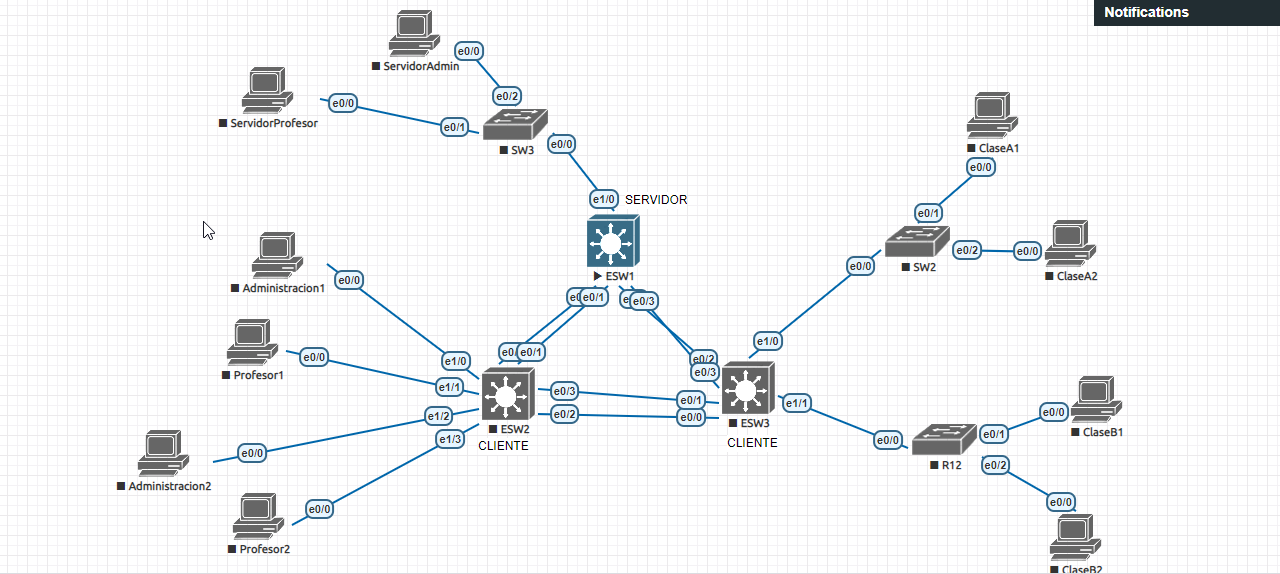 Notifications
e0/0
ServidorAdmin
e0/2
e0/0
ServidorProfesor
e0/1
SW3
e0/0
ClaseA1
e0/0
e1/0
SERVIDOR
e0/1
SW2
e0/2
e0/0
ClaseA2
e0/0
ESW1
e0/1
e0/3
Administracion1
e0/0
e0/1
e0/2
e0/3
e1/0
Profesor1
e0/0
e1/0
e1/1
e0/3
e0/1
e1/1
e1/2
e0/2
e0/0
ESW2
CLIENTE
ESW3
CLIENTE
e1/3
e0/0
Administracion2
e0/0
R12
e0/1
e0/0
ClaseB1
e0/2
e0/0
Profesor2
e0/0
ClaseB2